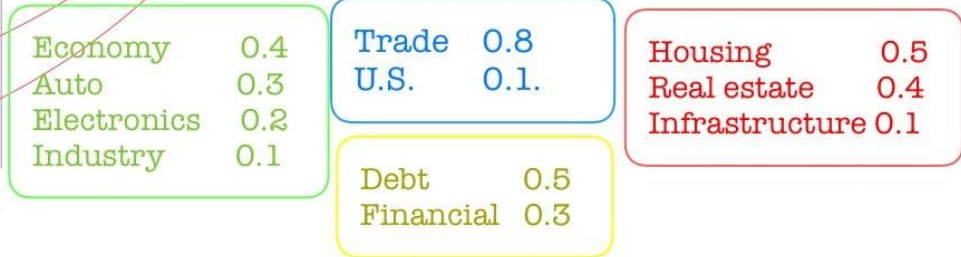 Economy 0.4
Auto 0.3
Electronics 0.2
Industry 0.1
Trade 0.8
U.S. 0.1.
Debt 0.5
Financial 0.3
Housing 0.5
Real estate 0.4
Infrastructure 0.1